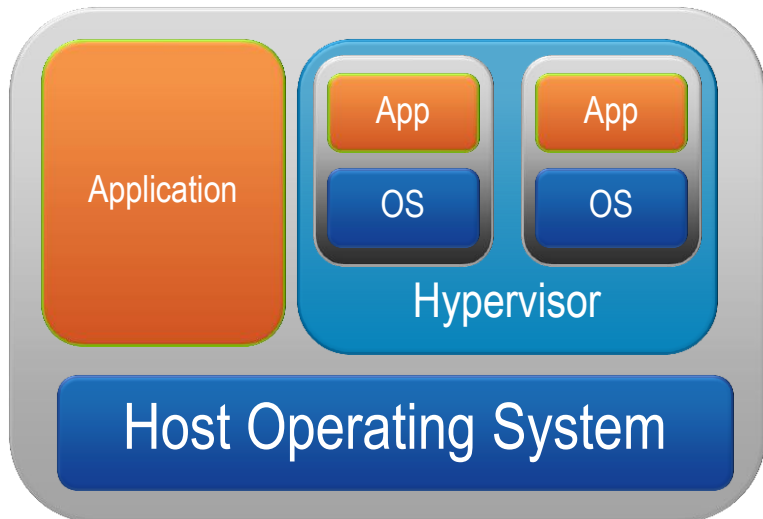 Application
App
OS
App
OS
Hypervisor
Host Operating System